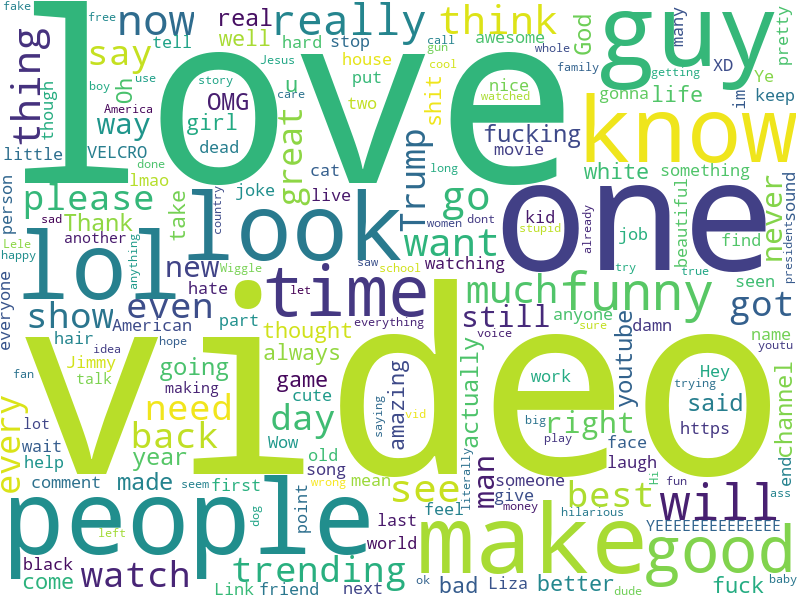 fake
free
now
really
think
guy
many
pretty
tell
real
well
hard
stop
call
gun
awesome
whole
God
love
say
thing
though
Oh
boy
use
story
Jesus
care
u
house
put
cool
watched
nice
family
getting
XD
Ye
America
OMG
two
shit
gonna
life
im
keep
way
girl
great
fucking
know
little
VELCRO
done
lmao
dead
joke
cat
live
Trump
movie
long
white
something
person
please
take
country
look
go
women
dont
one
kid
stupid
already
job
beautiful
never
find
sound
president
sad
Thank
another
Lele
happy
lol
anything
new
Wiggle
saw
school
want
watching
try
true
seen
hate
time
let
much
funny
everyone
show
even
American
part
everything
still
anyone
got
hair
idea
hope
thought
voice
sure
youtube
damn
name
youtu
fan
Jimmy
talk
going
always
making
game
video
amazing
actually
work
Hey
trying
need
cute
day
saying
vid
big
right
said
channel
every
lot
back
Wow
old
play
https
wait
year
song
man
face
help
mean
laugh
literally
someone
Hi
fun
end
ass
comment
made
seem
first
wrong
point
see
give
best
money
hilarious
will
people
left
dog
last
feel
make
YEEEEEEEEEEEEEE
good
black
world
come
watch
trending
Link
friend
next
ok
bad
Liza
better
dude
fuck
baby